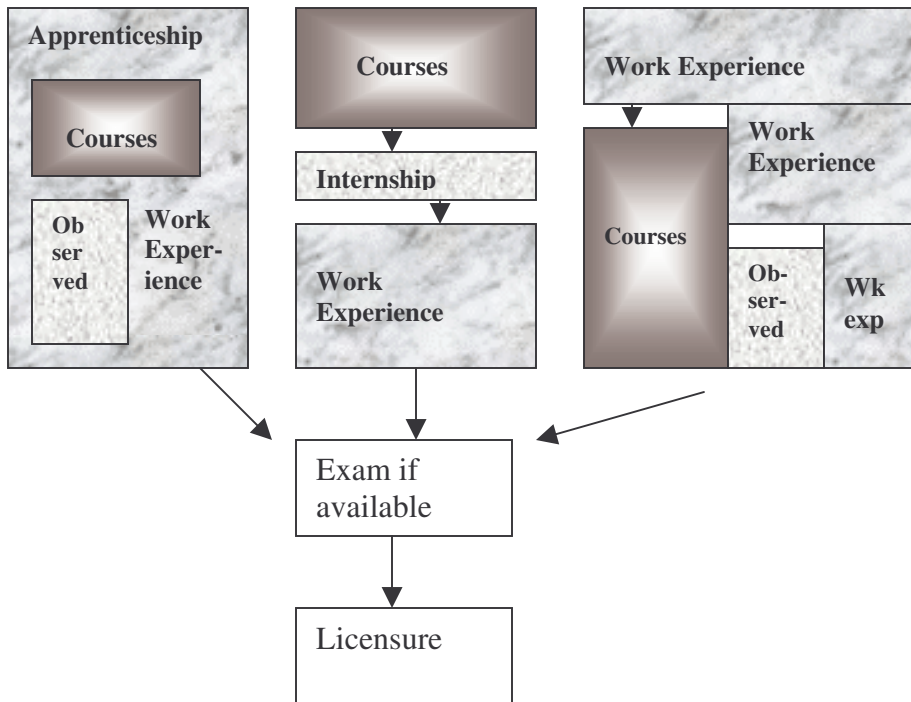 Apprenticeship
Courses
Ob
ser
ved
Work
Exper-
ience
Courses
Internship
Work
Experience
Work Experience
Work
Experience
Courses
Ob-
ser-
ved
Wk
exp
Exam if
available
Licensure